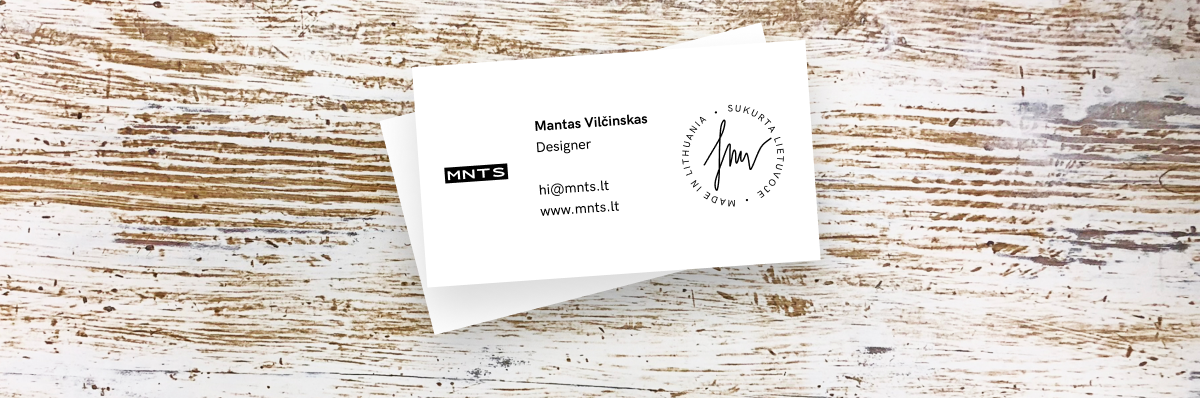 MNTS
Mantas Vilčinskas
Designer
hi@mnts.lt
www.mnts.lt
SUKURTA LIETUVOJE • MADE IN LITHUANIA •